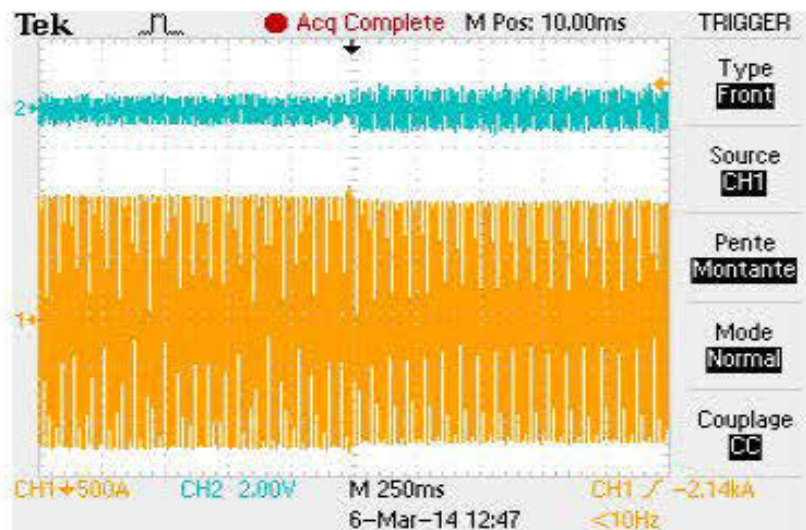 Tek Acq Complete M Pos: 10.00ms TRIGGER
Type
Front
2
Source
CH1
Pente
Montante
1
Mode
Normal
Couplage
CC
CH1 500A CH2 2.00V M 250ms CH1 -2.14kA
6-Mar-14 12:47 <10Hz